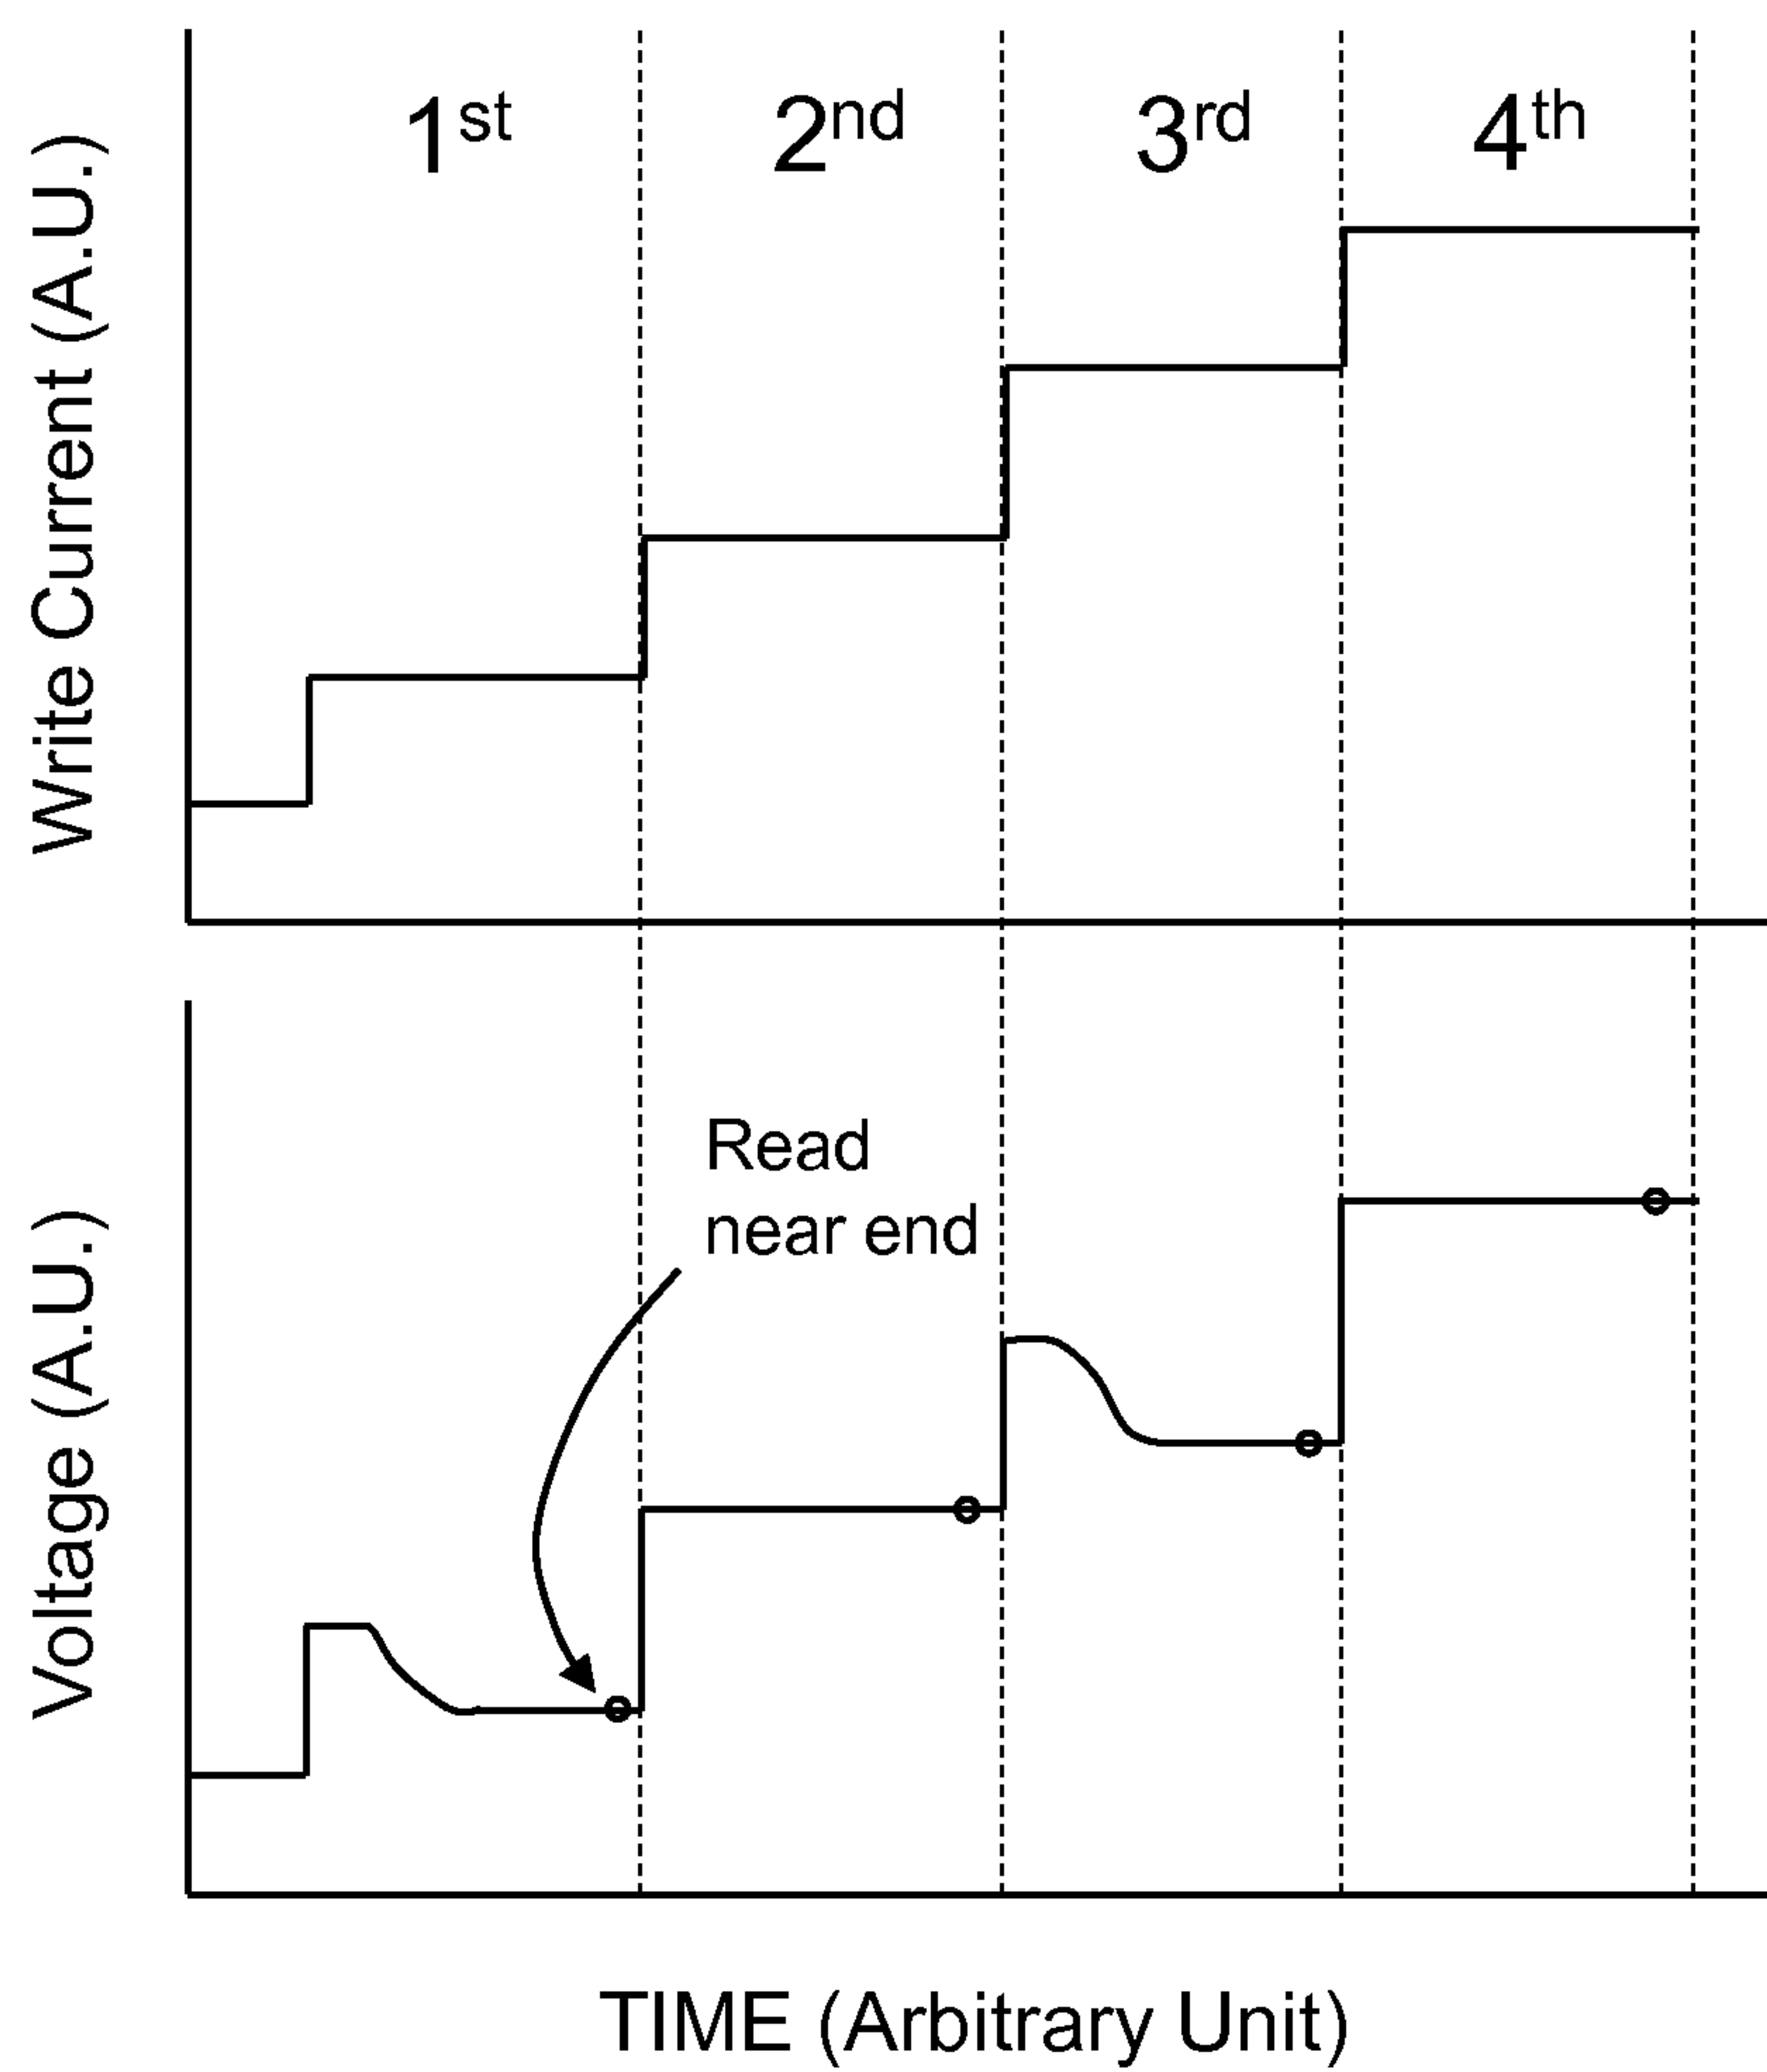 Write Current (A.U.)
1st
2nd
3rd
4th
Voltage (A.U.)
Read
near end
TIME (Arbitrary Unit)